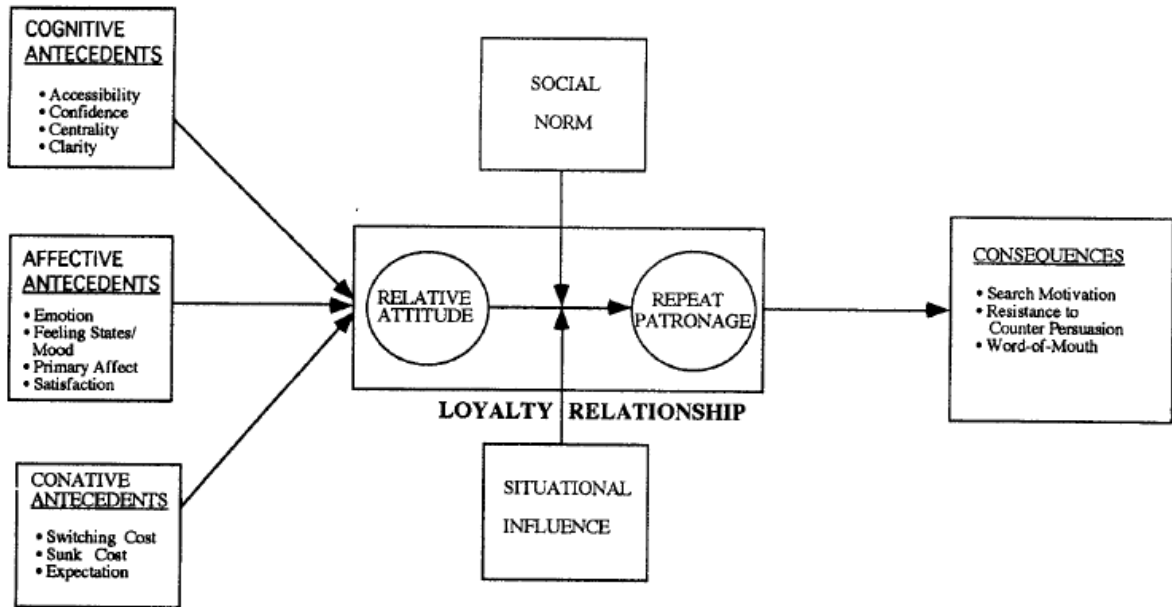 COGNITIVE
ANTECEDENTS
• Accessibility
• Confidence
• Centrality
• Clarity
AFFECTIVE
ANTECEDENTS
• Emotion
• Feeling States/
Mood
• Primary Affect
• Satisfaction
CONATIVE
ANTECEDENTS
• Switching Cost
• Sunk Cost
• Expectation
SOCIAL
NORM
RELATIVE
ATTITUDE
REPEAT
PATRONAGE
LOYALTY RELATIONSHIP
SITUATIONAL
INFLUENCE
CONSEQUENCES
• Search Motivation
• Resistance to
Counter Persuasion
• Word-of-Mouth